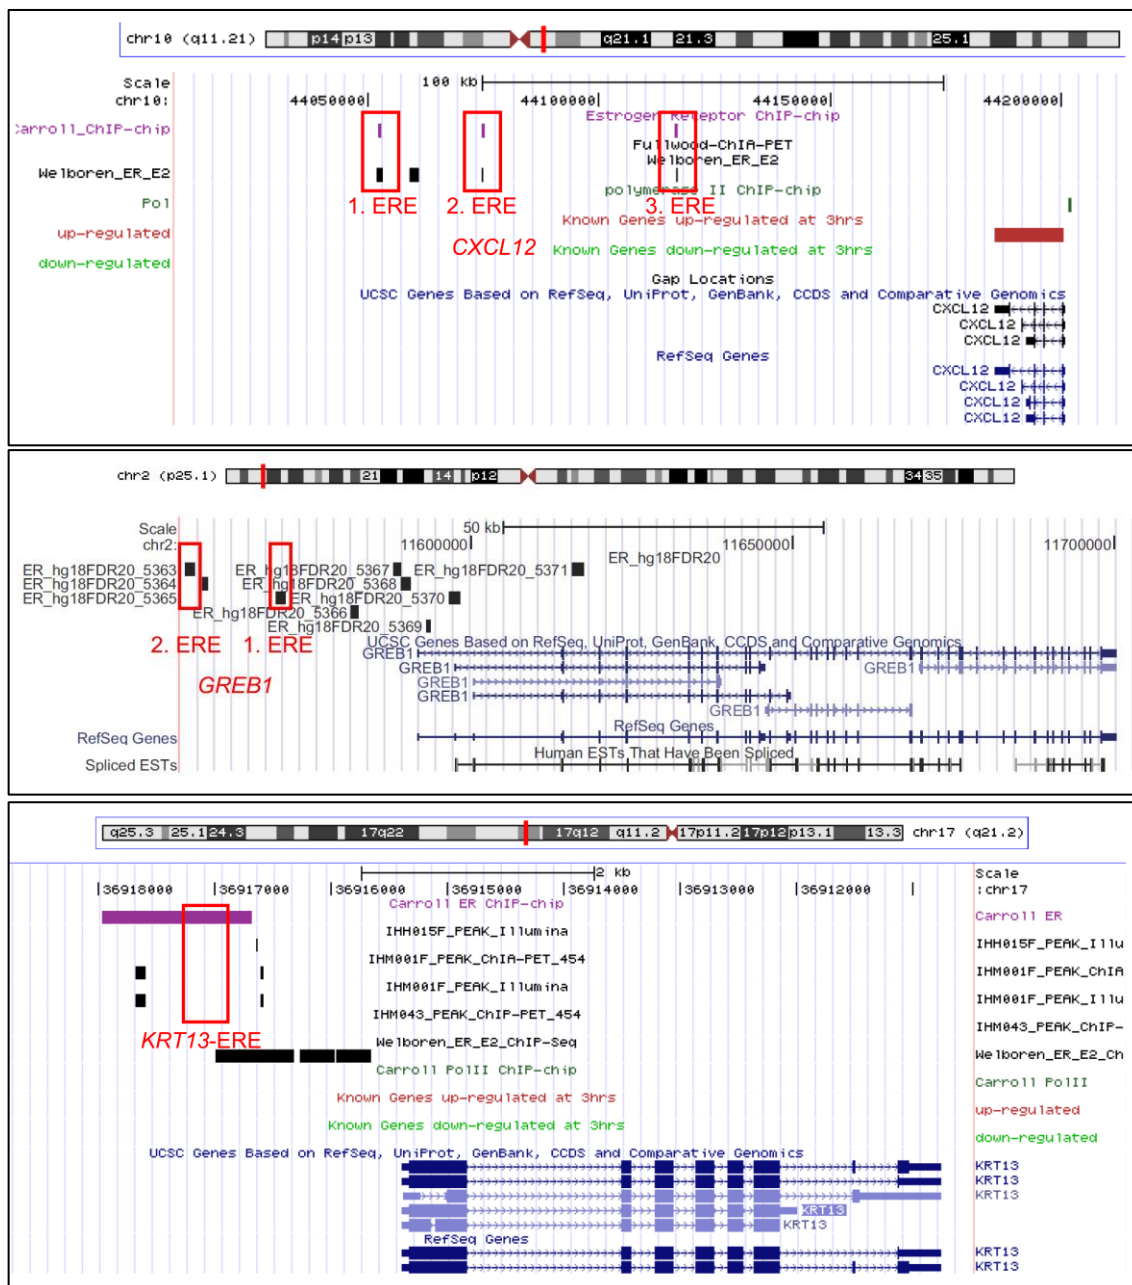 chr10 (q11.21) p14 p13 q21.1 21.3 25.1
Scale 100 kb
chr10: 44050000 44100000 44150000 44200000
Estrogen Receptor ChIP-chip
Carroll_ChIP-chip
Fullwood-ChIA-PET
Welboren_ER_E2
Welboren_ER_E2
polymerase II ChIP-chip
Pol
1. ERE 2. ERE 3. ERE
Known Genes up-regulated at 3hrs
up-regulated
CXCL12
Known Genes down-regulated at 3hrs
down-regulated
Gap Locations
UCSC Genes Based on RefSeq, UniProt, GenBank, CCDS and Comparative Genomics
CXCL12
CXCL12
CXCL12
RefSeq Genes
CXCL12
CXCL12
CXCL12
CXCL12
chr2 (p25.1) 21 14 p12 34 35
Scale 50 kb
chr2: 11600000 11650000 11700000
ER_hg18FDR20
ER_hg18FDR20_5363 ER_hg18FDR20_5367 ER_hg18FDR20_5371
ER_hg18FDR20_5364 ER_hg18FDR20_5368
ER_hg18FDR20_5365 ER_hg18FDR20_5370
ER_hg18FDR20_5366
ER_hg18FDR20_5369
2. ERE 1. ERE
UCSC Genes Based on RefSeq, UniProt, GenBank, CCDS and Comparative Genomics
GREB1
GREB1 GREB1
GREB1
GREB1
GREB1
GREB1
RefSeq Genes
RefSeq Genes
Human ESTs That Have Been Spliced
Spliced ESTs
q25.3 25.1 24.3 17q22 17q12 q11.2 17p11.2 17p12 p13.1 13.3 chr17 (q21.2)
2 kb Scale
36918000 36917000 36916000 36915000 36914000 36913000 36912000 :chr17
Carroll ER ChIP-chip
Carroll ER
IHH015F_PEAK_Illumina
IHH015F_PEAK_Illu
IHM001F_PEAK_ChIA-PET_454
IHM001F_PEAK_ChIA
IHM001F_PEAK_Illumina
IHM001F_PEAK_Illu
IHM043_PEAK_ChIP-PET_454
IHM043_PEAK_ChIP-
KRT13-ERE
Welboren_ER_E2_ChIP-Seq
Welboren_ER_E2_Ch
Carroll PolII ChIP-chip
Carroll PolII
Known Genes up-regulated at 3hrs
up-regulated
Known Genes down-regulated at 3hrs
down-regulated
UCSC Genes Based on RefSeq, UniProt, GenBank, CCDS and Comparative Genomics
KRT13
KRT13
KRT13
KRT13
KRT13
RefSeq Genes
KRT13
KRT13